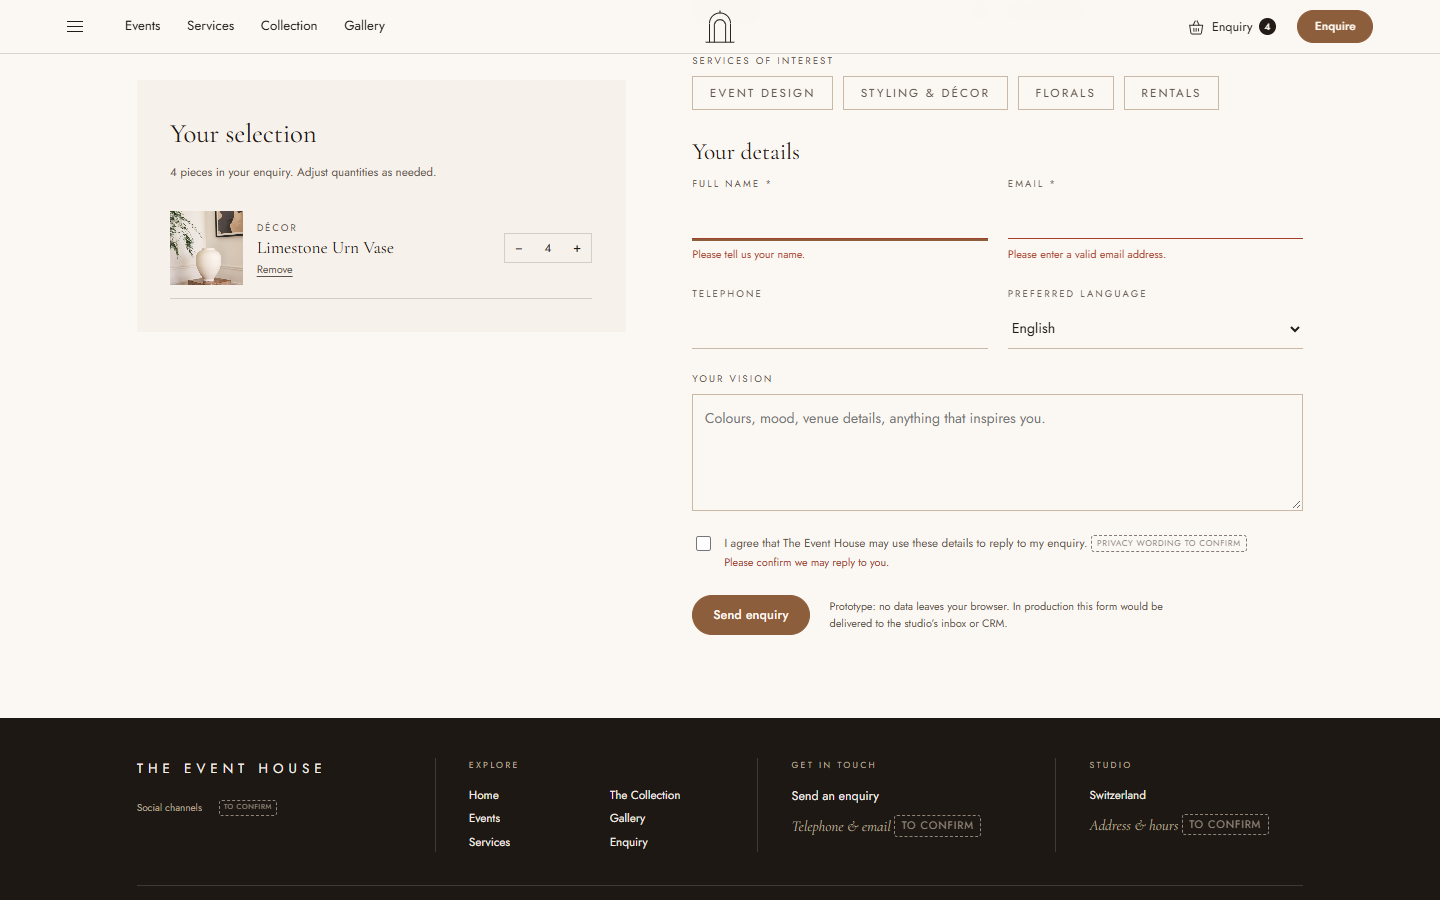 Events
Services
Collection
Gallery
Enquiry 4
Enquire
Your selection
4 pieces in your enquiry. Adjust quantities as needed.
DÉCOR
Limestone Urn Vase
Remove
− 4 +
SERVICES OF INTEREST
EVENT DESIGN
STYLING & DÉCOR
FLORALS
RENTALS
Your details
FULL NAME *
Please tell us your name.
EMAIL *
Please enter a valid email address.
TELEPHONE
PREFERRED LANGUAGE
English
YOUR VISION
Colours, mood, venue details, anything that inspires you.
I agree that The Event House may use these details to reply to my enquiry. PRIVACY WORDING TO CONFIRM
Please confirm we may reply to you.
Send enquiry
Prototype: no data leaves your browser. In production this form would be
delivered to the studio's inbox or CRM.
THE EVENT HOUSE
Social channels TO CONFIRM
EXPLORE
Home
Events
Services
The Collection
Gallery
Enquiry
GET IN TOUCH
Send an enquiry
Telephone & email TO CONFIRM
STUDIO
Switzerland
Address & hours TO CONFIRM